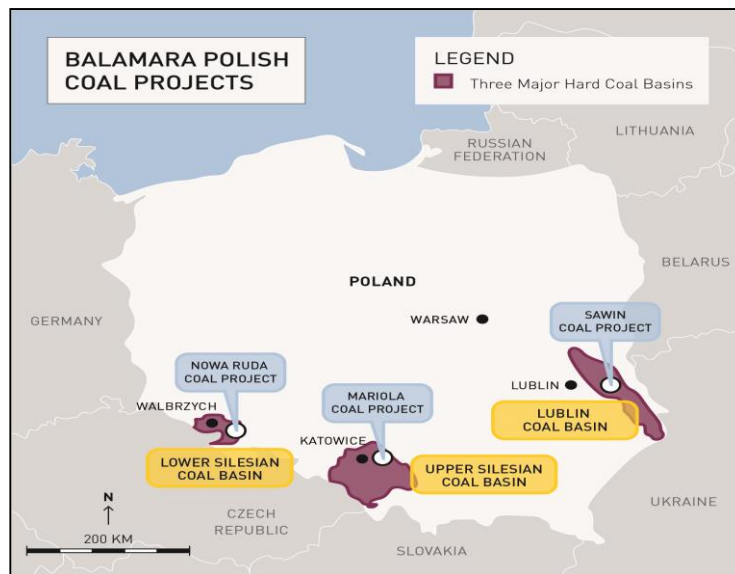 BALAMARA POLISH
COAL PROJECTS
LEGEND
Three Major Hard Coal Basins
LITHUANIA
RUSSIAN
FEDERATION
BELARUS
POLAND
GERMANY
WARSAW
SAWIN
COAL PROJECT
NOWA RUDA
COAL PROJECT
LUBLIN
MARIOLA
COAL PROJECT
WALBRZYCH
LUBLIN
COAL BASIN
KATOWICE
LOWER SILESIAN
COAL BASIN
UPPER SILESIAN
COAL BASIN
UKRAINE
N
CZECH
REPUBLIC
200 KM
SLOVAKIA